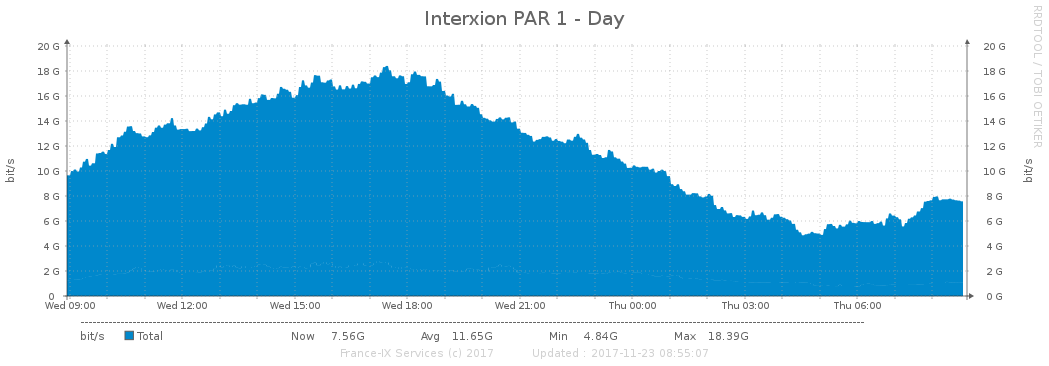 Interxion PAR 1 - Day
RRDTOOL / TOBI OETIKER
20 G 20 G
18 G 18 G
16 G 16 G
14 G 14 G
12 G 12 G
10 G 10 G
8 G 8 G
6 G 6 G
4 G 4 G
2 G 2 G
0 0 G
bit/s
bit/s
Wed 09:00 Wed 12:00 Wed 15:00 Wed 18:00 Wed 21:00 Thu 00:00 Thu 03:00 Thu 06:00
bit/s Total Now 7.56G Avg 11.65G Min 4.84G Max 18.39G
France-IX Services (c) 2017 Updated : 2017-11-23 08:55:07